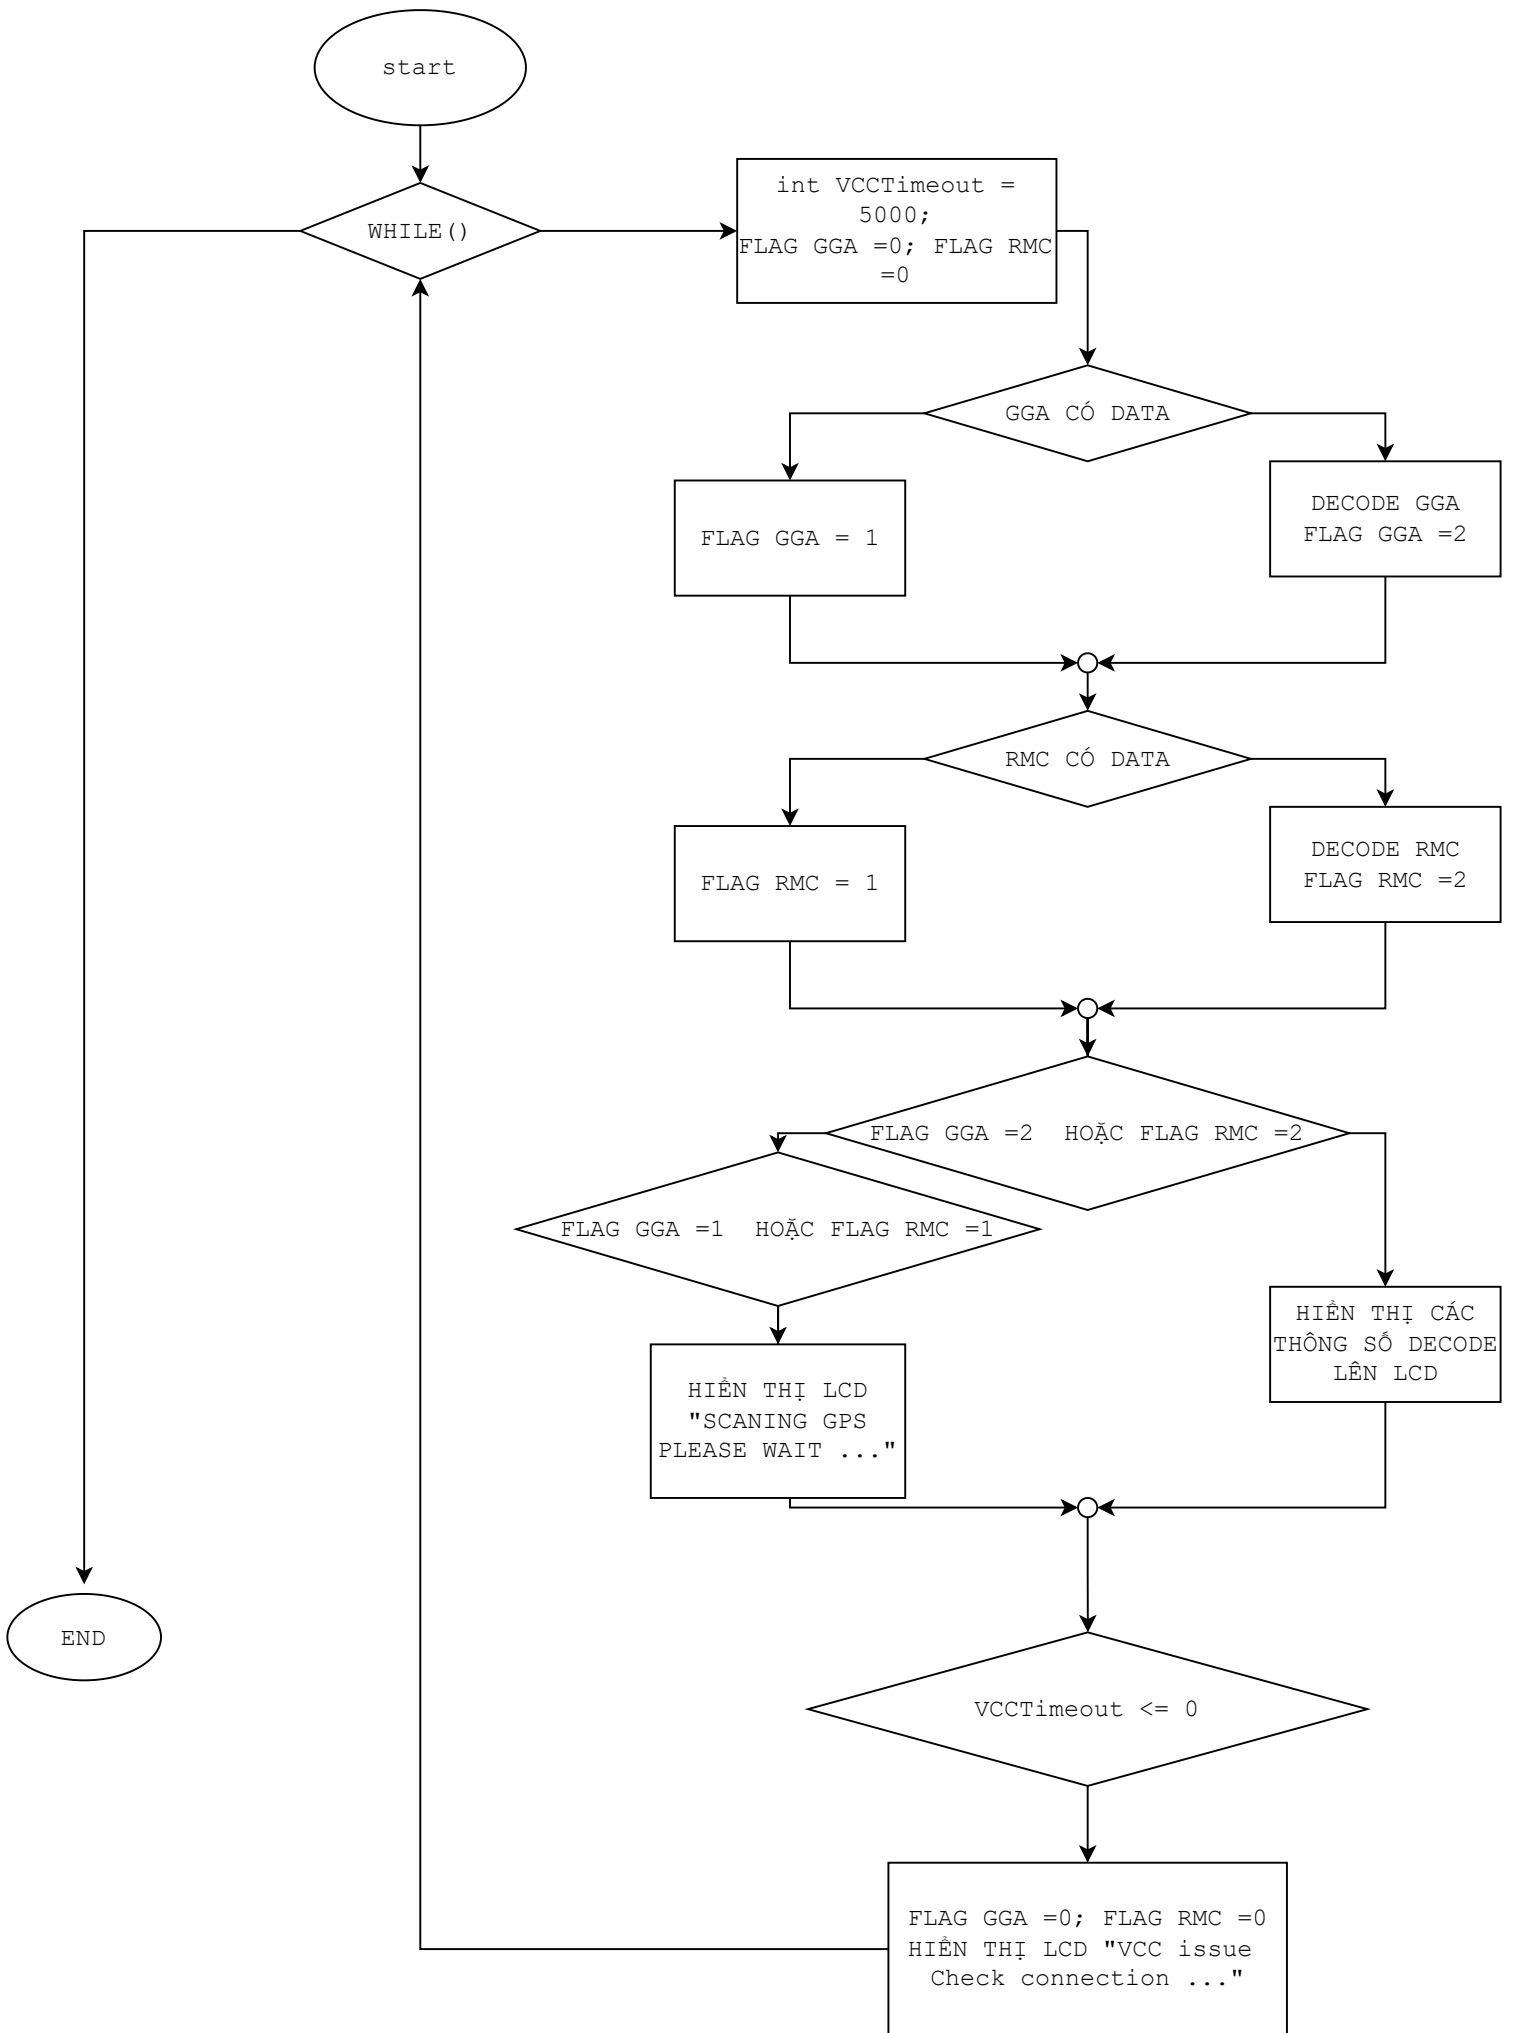 start
WHILE()
int VCCTimeout =
5000;
FLAG GGA =0; FLAG RMC
=0
GGA CÓ DATA
FLAG GGA = 1
DECODE GGA
FLAG GGA =2
RMC CÓ DATA
FLAG RMC = 1
DECODE RMC
FLAG RMC =2
FLAG GGA =2  HOẶC FLAG RMC =2
FLAG GGA =1  HOẶC FLAG RMC =1
HIỂN THỊ CÁC
THÔNG SỐ DECODE
LÊN LCD
HIỂN THỊ LCD
"SCANING GPS
PLEASE WAIT ..."
END
VCCTimeout <= 0
FLAG GGA =0; FLAG RMC =0
HIỂN THỊ LCD "VCC issue
Check connection ..."